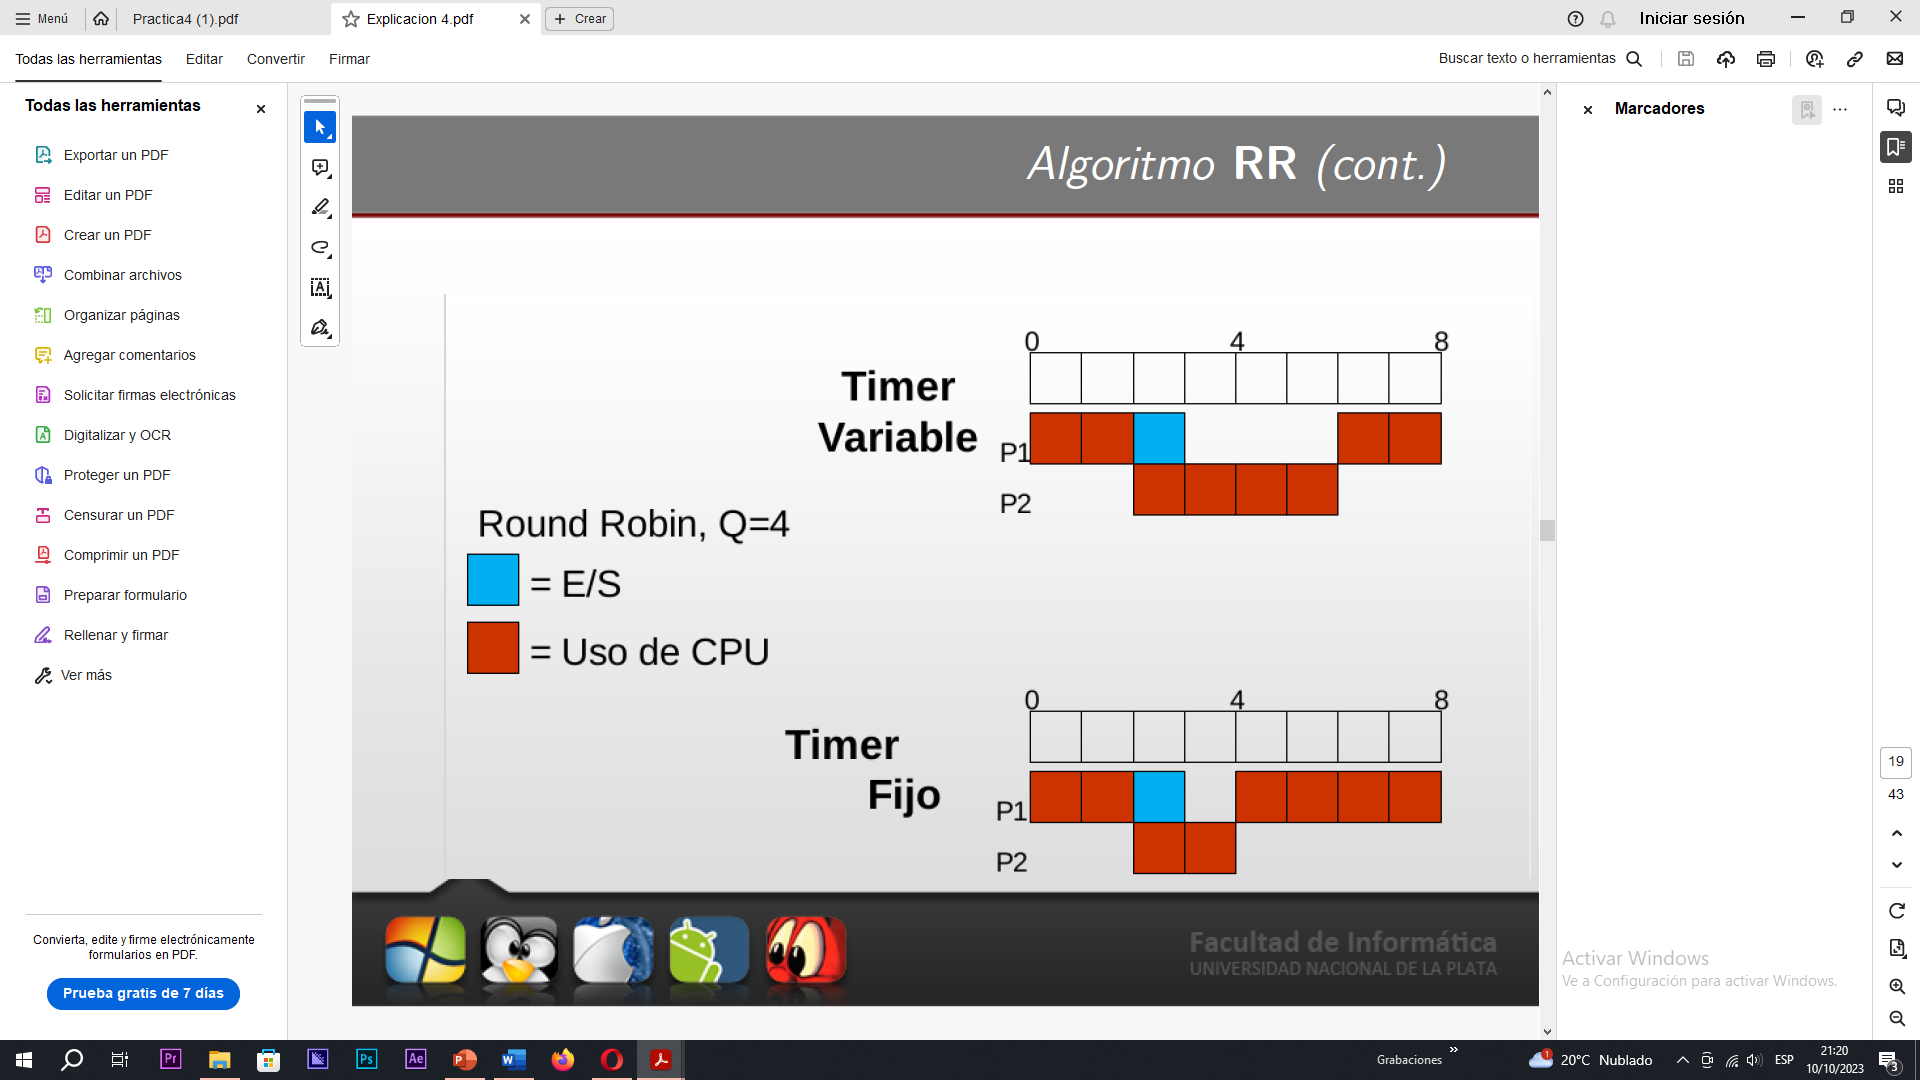 Menú
Practica4 (1).pdf
Explicacion 4.pdf
Crear
Iniciar sesión
Todas las herramientas
Editar
Convertir
Firmar
Buscar texto o herramientas
Todas las herramientas
Exportar un PDF
Editar un PDF
Crear un PDF
Combinar archivos
Organizar páginas
Agregar comentarios
Solicitar firmas electrónicas
Digitalizar y OCR
Proteger un PDF
Censurar un PDF
Comprimir un PDF
Preparar formulario
Rellenar y firmar
Ver más
Convierta, edite y firme electrónicamente
formularios en PDF.
Prueba gratis de 7 días
Algoritmo RR (cont.)
0 4 8
Timer
Variable
P1
P2
Round Robin, Q=4
= E/S
= Uso de CPU
0 4 8
Timer
Fijo
P1
P2
Facultad de Informática
UNIVERSIDAD NACIONAL DE LA PLATA
Marcadores
19
43
Activar Windows
Ve a Configuración para activar Windows.
Pr
Ps
Ae
Grabaciones
1
20°C Nublado
ESP
21:20
10/10/2023
3